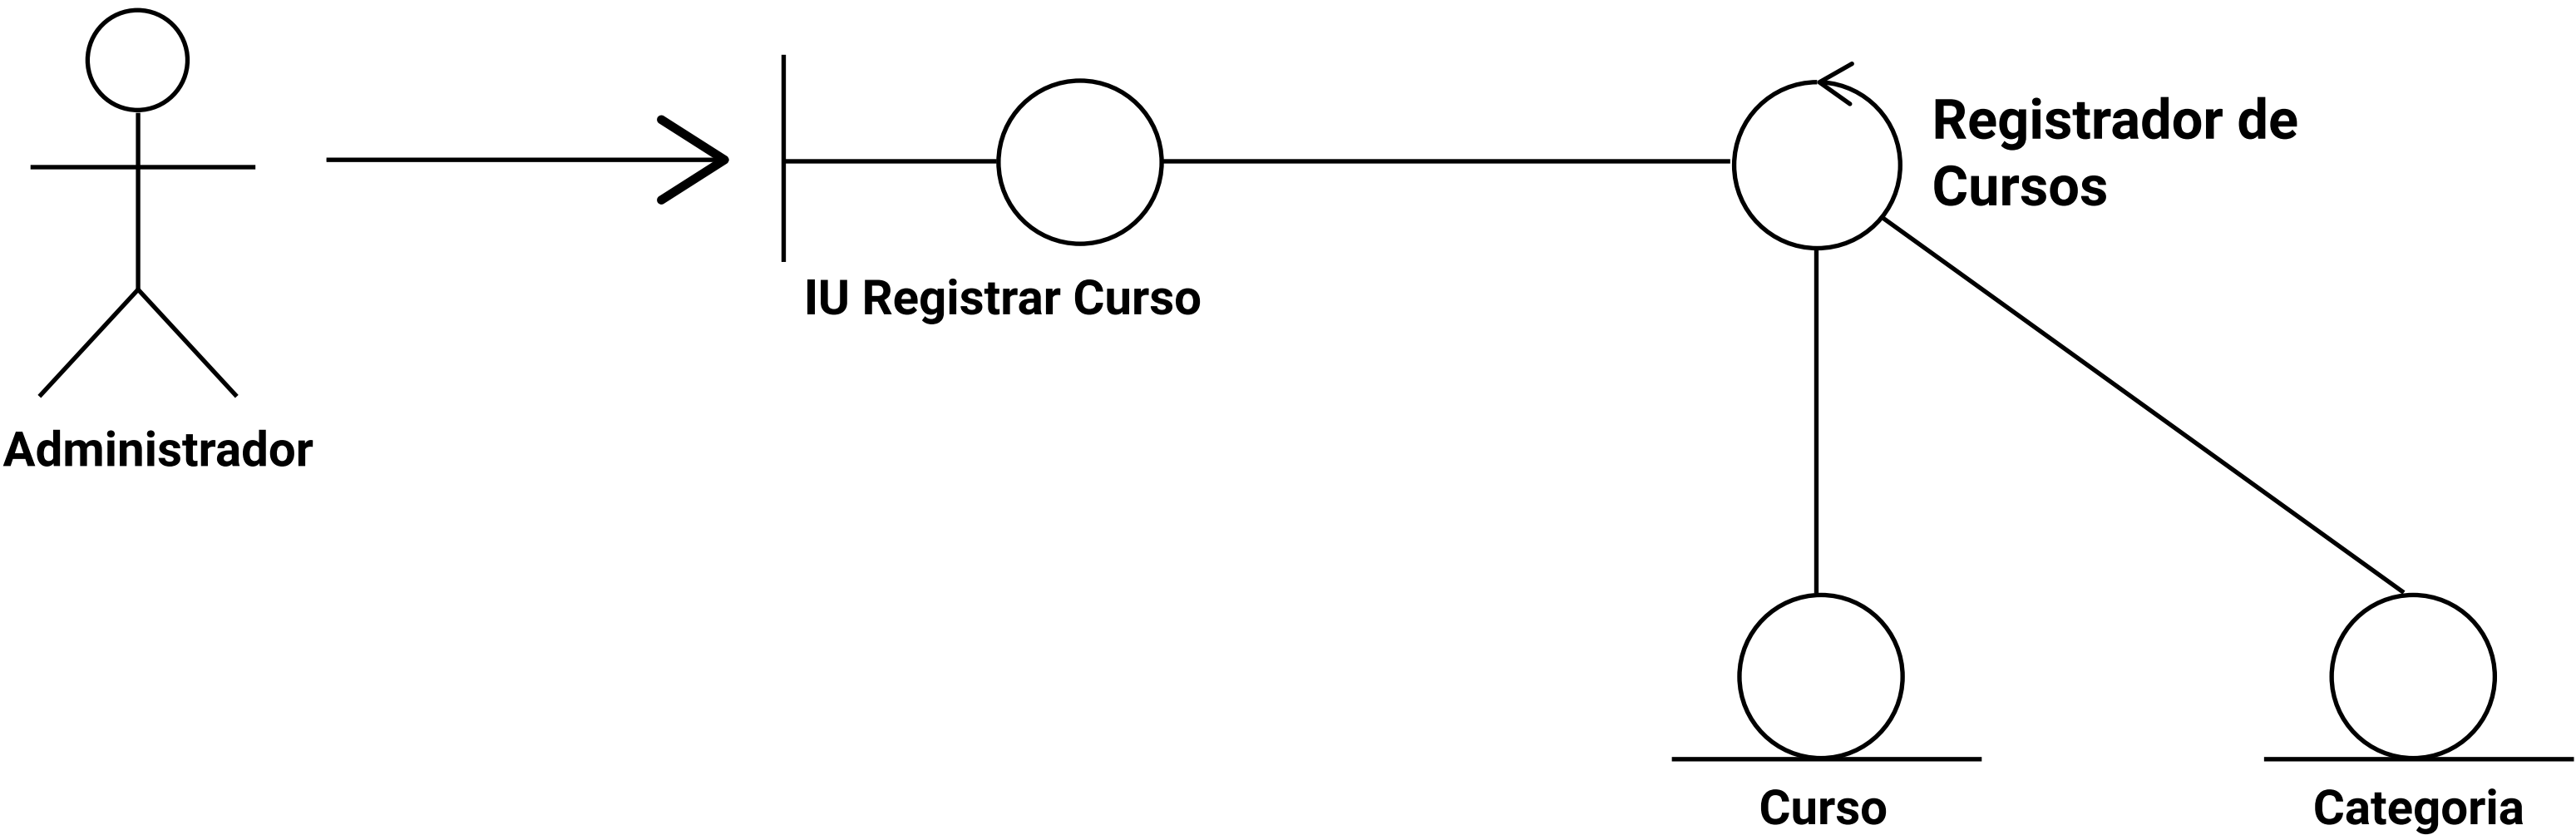 Registrador de
Cursos
IU Registrar Curso
Administrador
Curso
Categoria